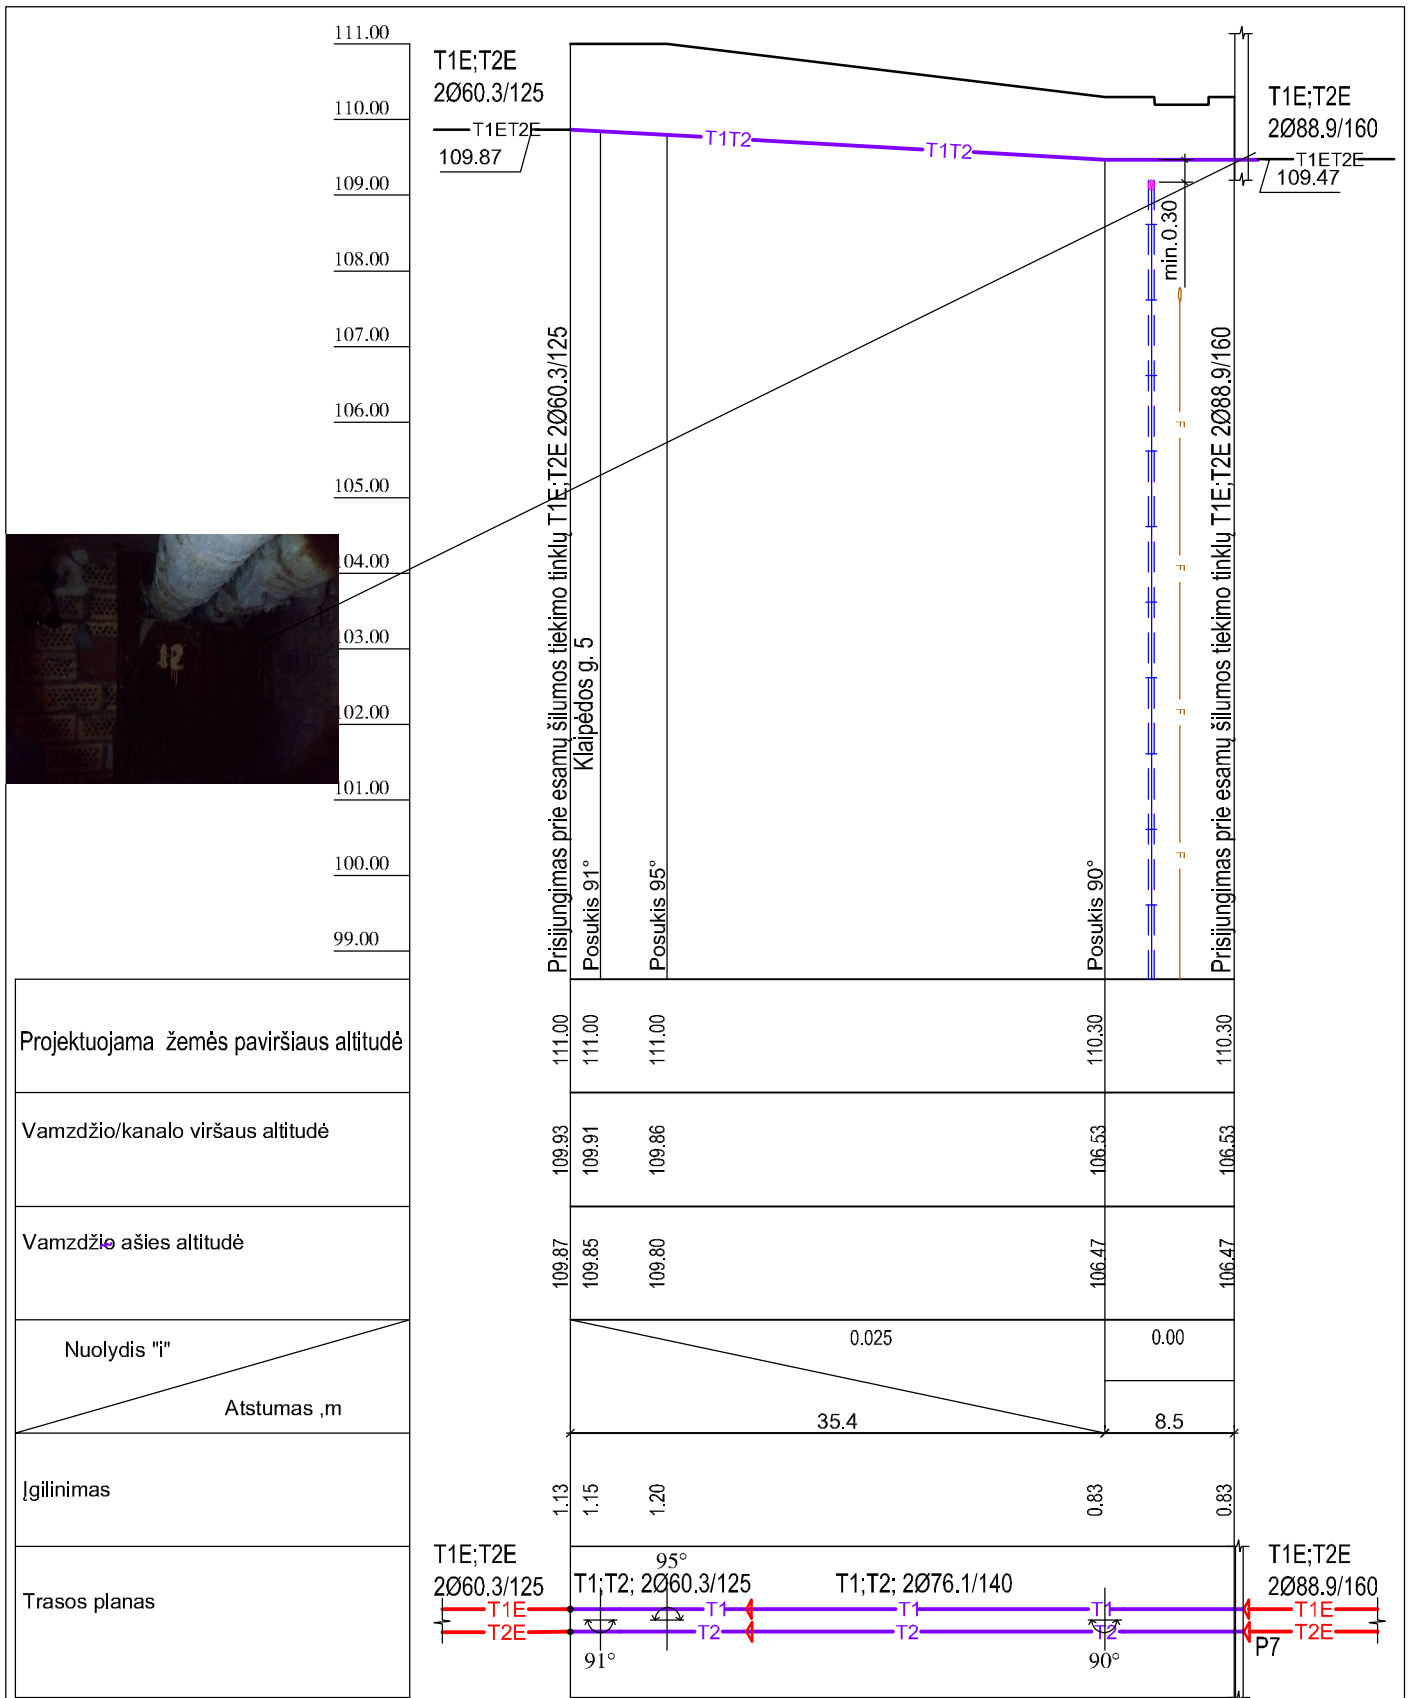 111.00
110.00
109.00
108.00
107.00
106.00
105.00
104.00
103.00
102.00
101.00
100.00
99.00
T1E;T2E
2Ø60.3/125
T1ET2E
109.87
T1T2
T1T2
T1E;T2E
2Ø88.9/160
T1ET2E
109.47
min.0.30
12
Prisijungimas prie esamų šilumos tiekimo tinklų T1E;T2E 2Ø60.3/125
Klaipėdos g. 5
Posukis 91°
Posukis 95°
Posukis 90°
F
F
F
F
Prisijungimas prie esamų šilumos tiekimo tinklų T1E;T2E 2Ø88.9/160
Projektuojama žemės paviršiaus altitudė
111.00 111.00 111.00 110.30 110.30
Vamzdžio/kanalo viršaus altitudė
109.93 109.91 109.86 106.53 106.53
Vamzdžio ašies altitudė
109.87 109.85 109.80 106.47 106.47
Nuolydis "i"
Atstumas ,m
0.025 0.00
35.4 8.5
Įgilinimas
1.13 1.15 1.20 0.83 0.83
Trasos planas
T1E;T2E
2Ø60.3/125
T1E
T2E
95°
T1;T2; 2Ø60.3/125
T1;T2; 2Ø76.1/140
T1 T1 T1
T2 T2 T2
91°
90°
T1E;T2E
2Ø88.9/160
T1E
T2E
P7